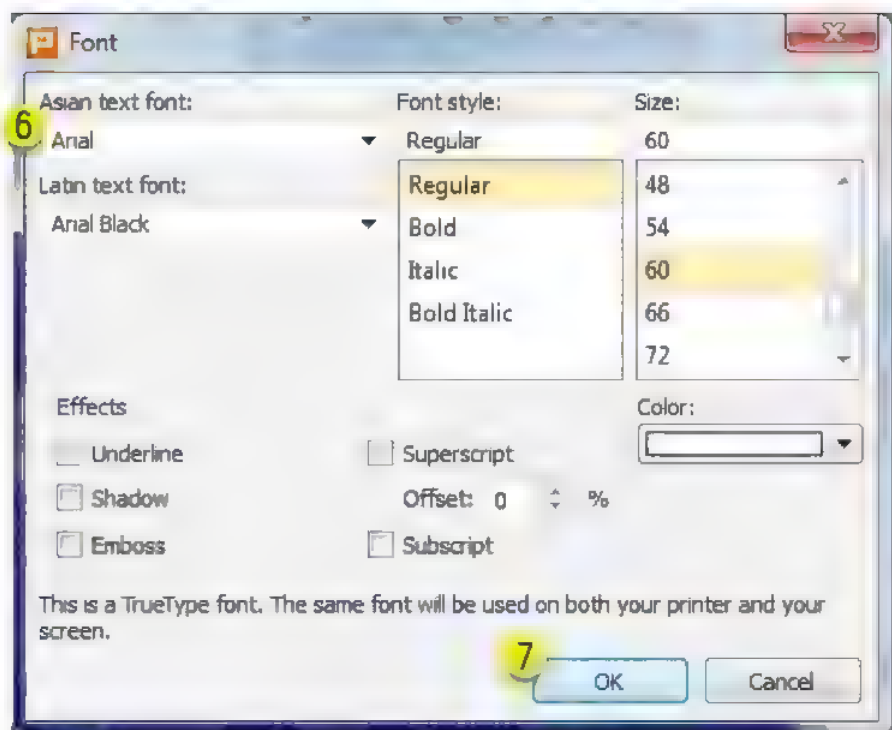 Font
Asian text font:
Font style:
Size:
6
Arial
Regular
60
Latin text font:
Arial Black
Regular
Bold
Italic
Bold Italic
48
54
60
66
72
Effects
Color:
Underline
Superscript
Shadow
Offset: 0 %
Emboss
Subscript
This is a TrueType font. The same font will be used on both your printer and your
screen.
7
OK
Cancel